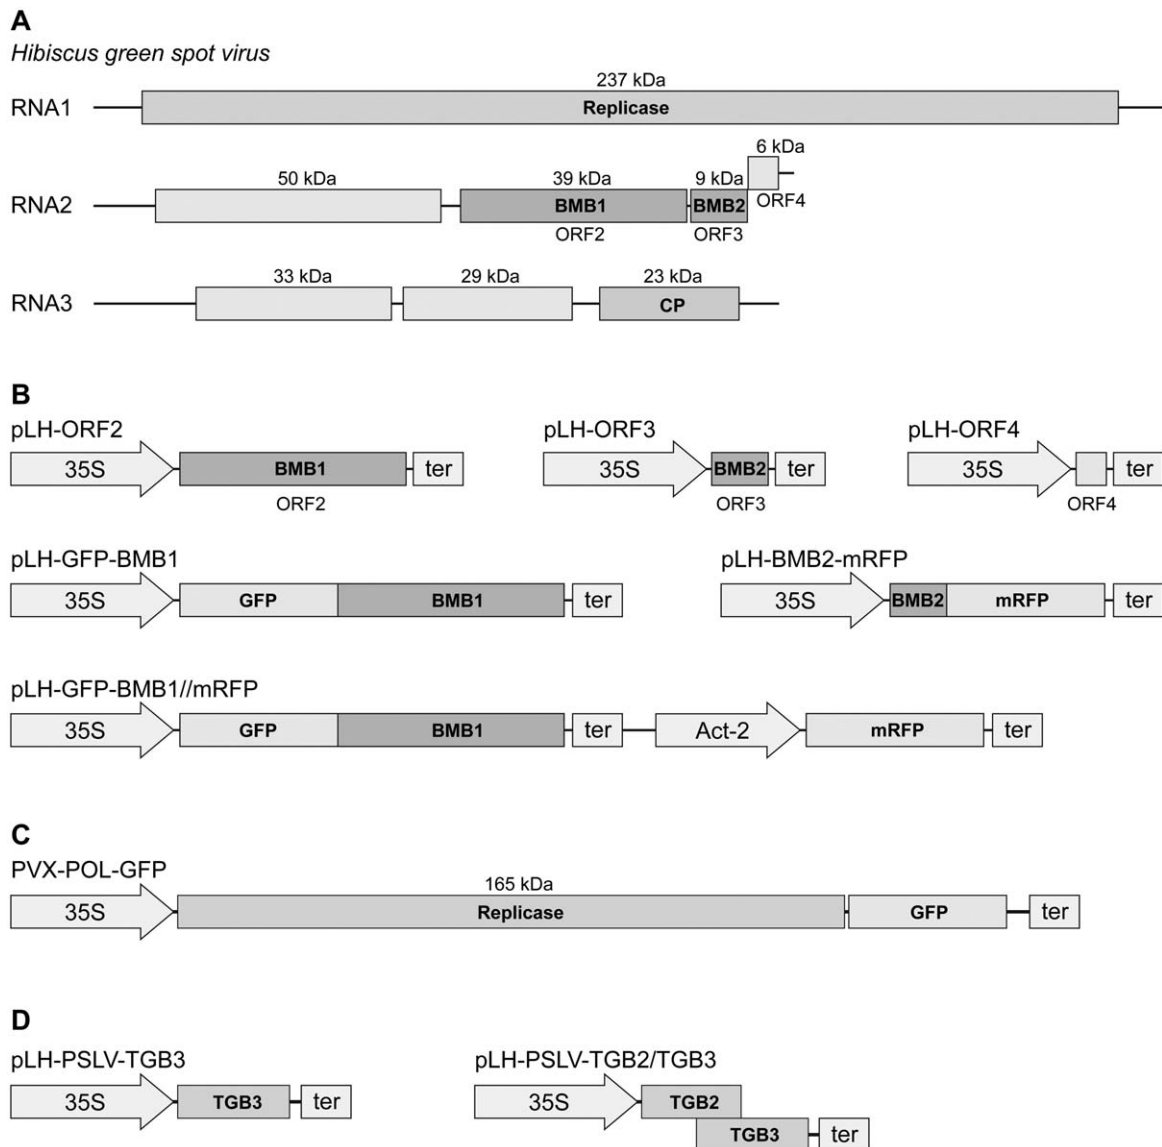 A
Hibiscus green spot virus
237 kDa
RNA1 Replicase
6 kDa
50 kDa 39 kDa 9 kDa
RNA2 BMB1 BMB2 ORF4
ORF2 ORF3
33 kDa 29 kDa 23 kDa
RNA3 CP
B
pLH-ORF2 pLH-ORF3 pLH-ORF4
35S BMB1 ter 35S BMB2 ter 35S ter
ORF2 ORF3 ORF4
pLH-GFP-BMB1 pLH-BMB2-mRFP
35S GFP BMB1 ter 35S BMB2 mRFP ter
pLH-GFP-BMB1//mRFP
35S GFP BMB1 ter Act-2 mRFP ter
C
PVX-POL-GFP
165 kDa
35S Replicase GFP ter
D
pLH-PSLV-TGB3 pLH-PSLV-TGB2/TGB3
35S TGB3 ter 35S TGB2
TGB3 ter